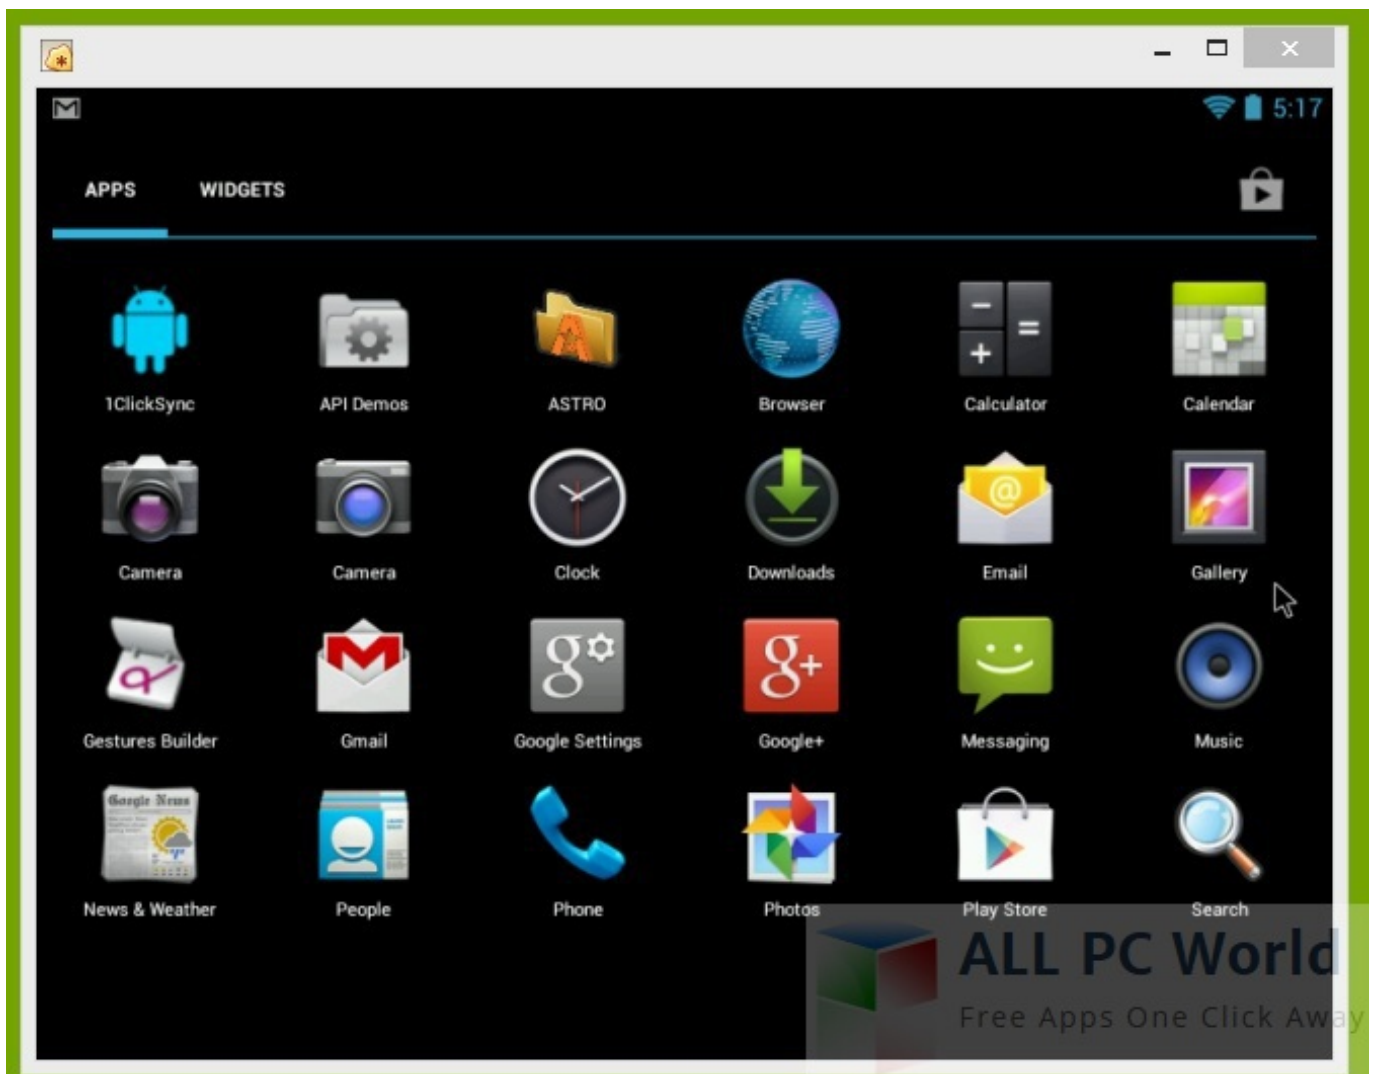 5:17
APPS WIDGETS
1ClickSync API Demos ASTRO Browser Calculator Calendar
Camera Camera Clock Downloads Email Gallery
Gestures Builder Gmail Google Settings Google+ Messaging Music
Google News
News & Weather People Phone Photos Play Store Search
ALL PC World
Free Apps One Click Away